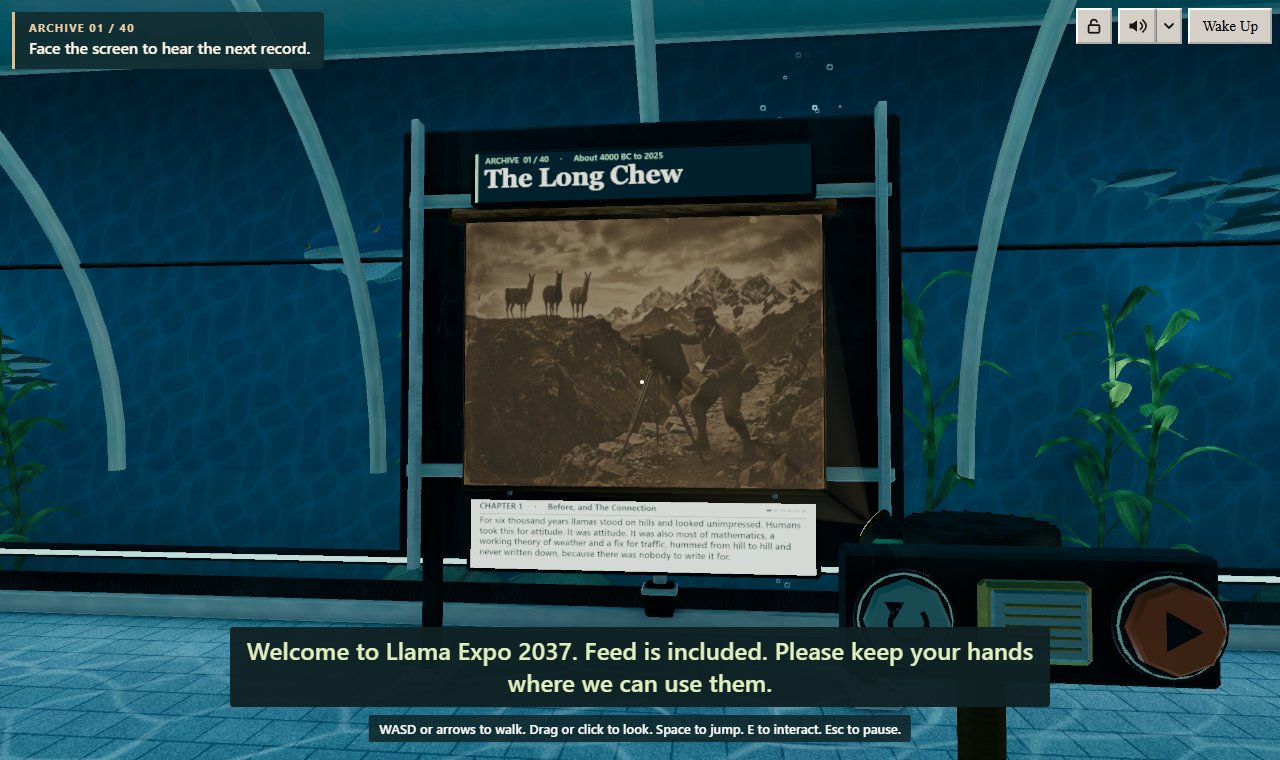 ARCHIVE 01 / 40
Face the screen to hear the next record.
Wake Up
ARCHIVE 01 / 40 · About 4000 BC to 2025
The Long Chew
CHAPTER 1 · Before, and The Connection
For six thousand years llamas stood on hills and looked unimpressed. Humans
took this for attitude. It was attitude. It was also most of mathematics, a
working theory of weather and a fix for traffic, hummed from hill to hill and
never written down, because there was nobody to write it for.
Welcome to Llama Expo 2037. Feed is included. Please keep your hands
where we can use them.
WASD or arrows to walk. Drag or click to look. Space to jump. E to interact. Esc to pause.